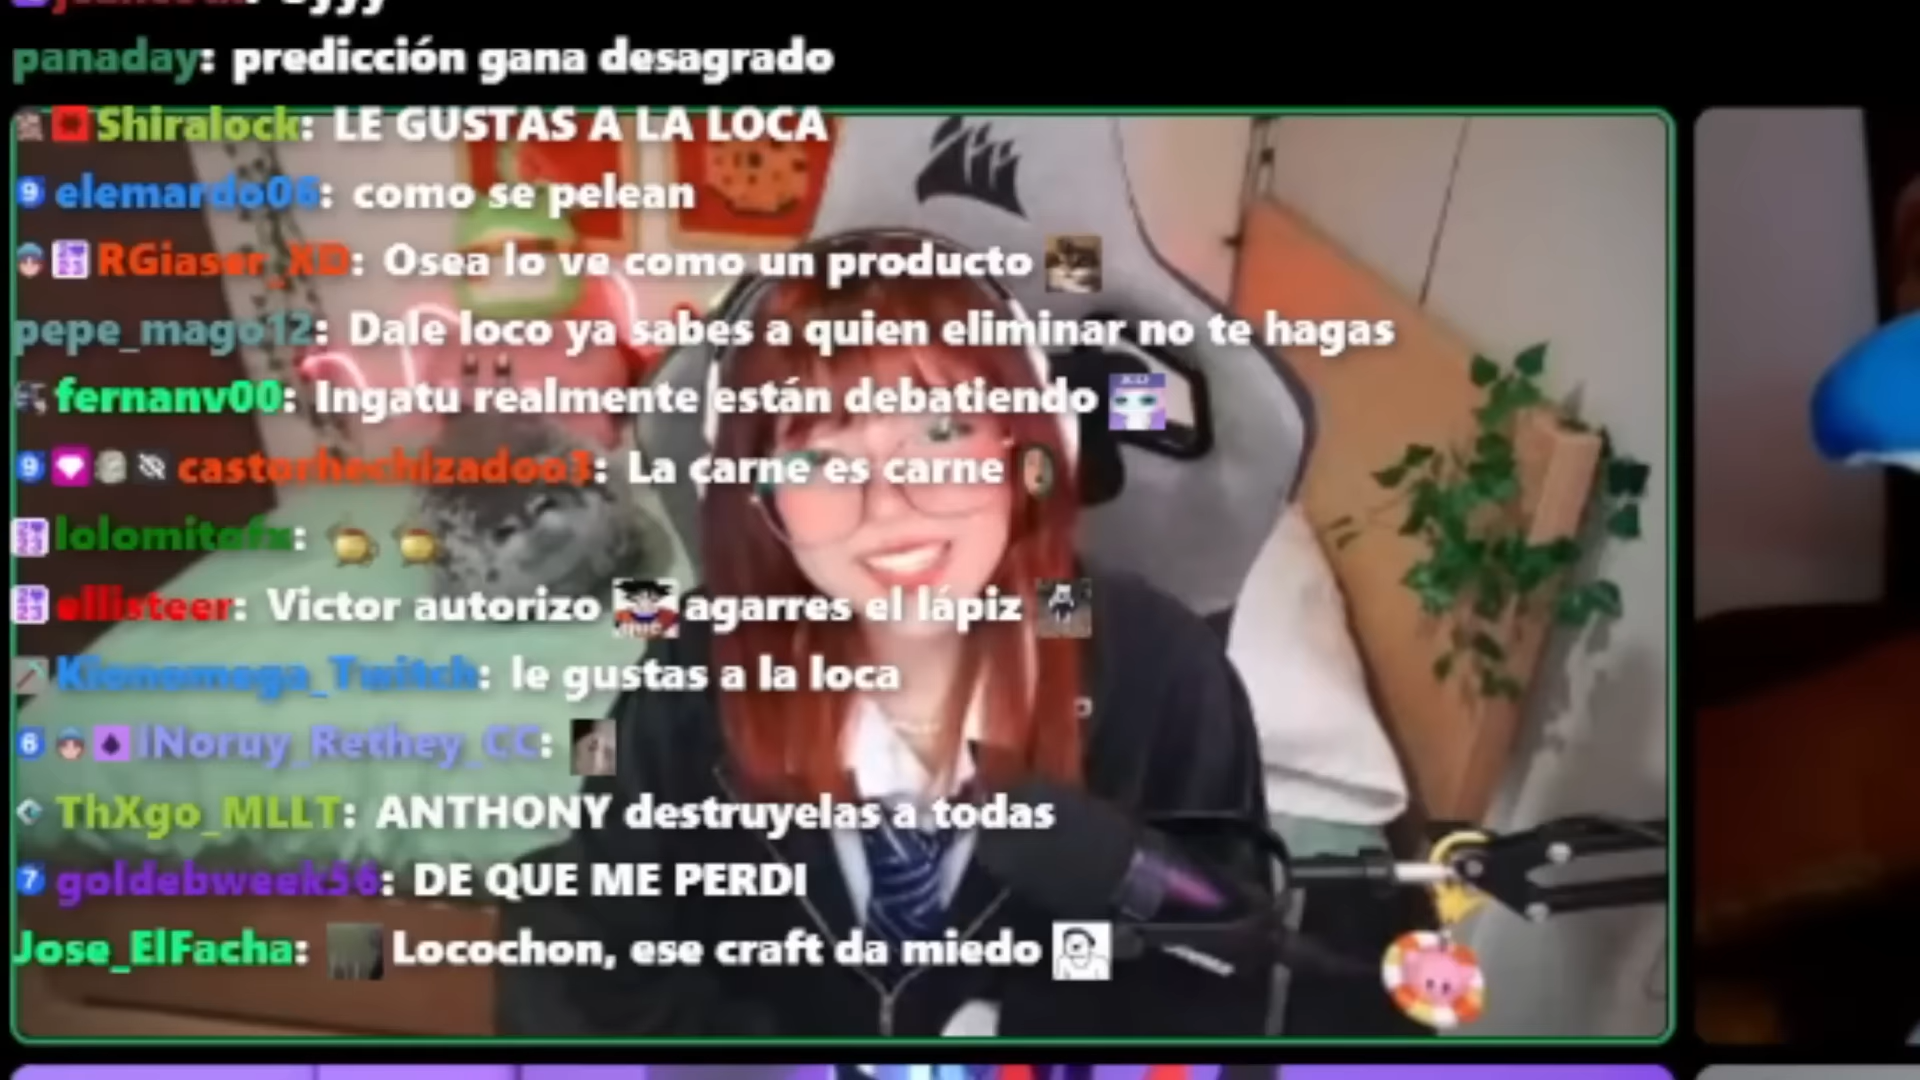 panaday: predicción gana desagrado
Shiralock: LE GUSTAS A LA LOCA
elemardo06: como se pelean
RGiaser_XD: Osea lo ve como un producto
pepe_mago12: Dale loco ya sabes a quien eliminar no te hagas
fernanv00: Ingatu realmente están debatiendo
castorhechizadoo3: La carne es carne
lolomitafx:
ellisteer: Victor autorizo agarres el lápiz
Kionomega_Twitch: le gustas a la loca
lNoruy_Rethey_CC:
ThXgo_MLLT: ANTHONY destruyelas a todas
goldebweek56: DE QUE ME PERDI
Jose_ElFacha: Locochon, ese craft da miedo